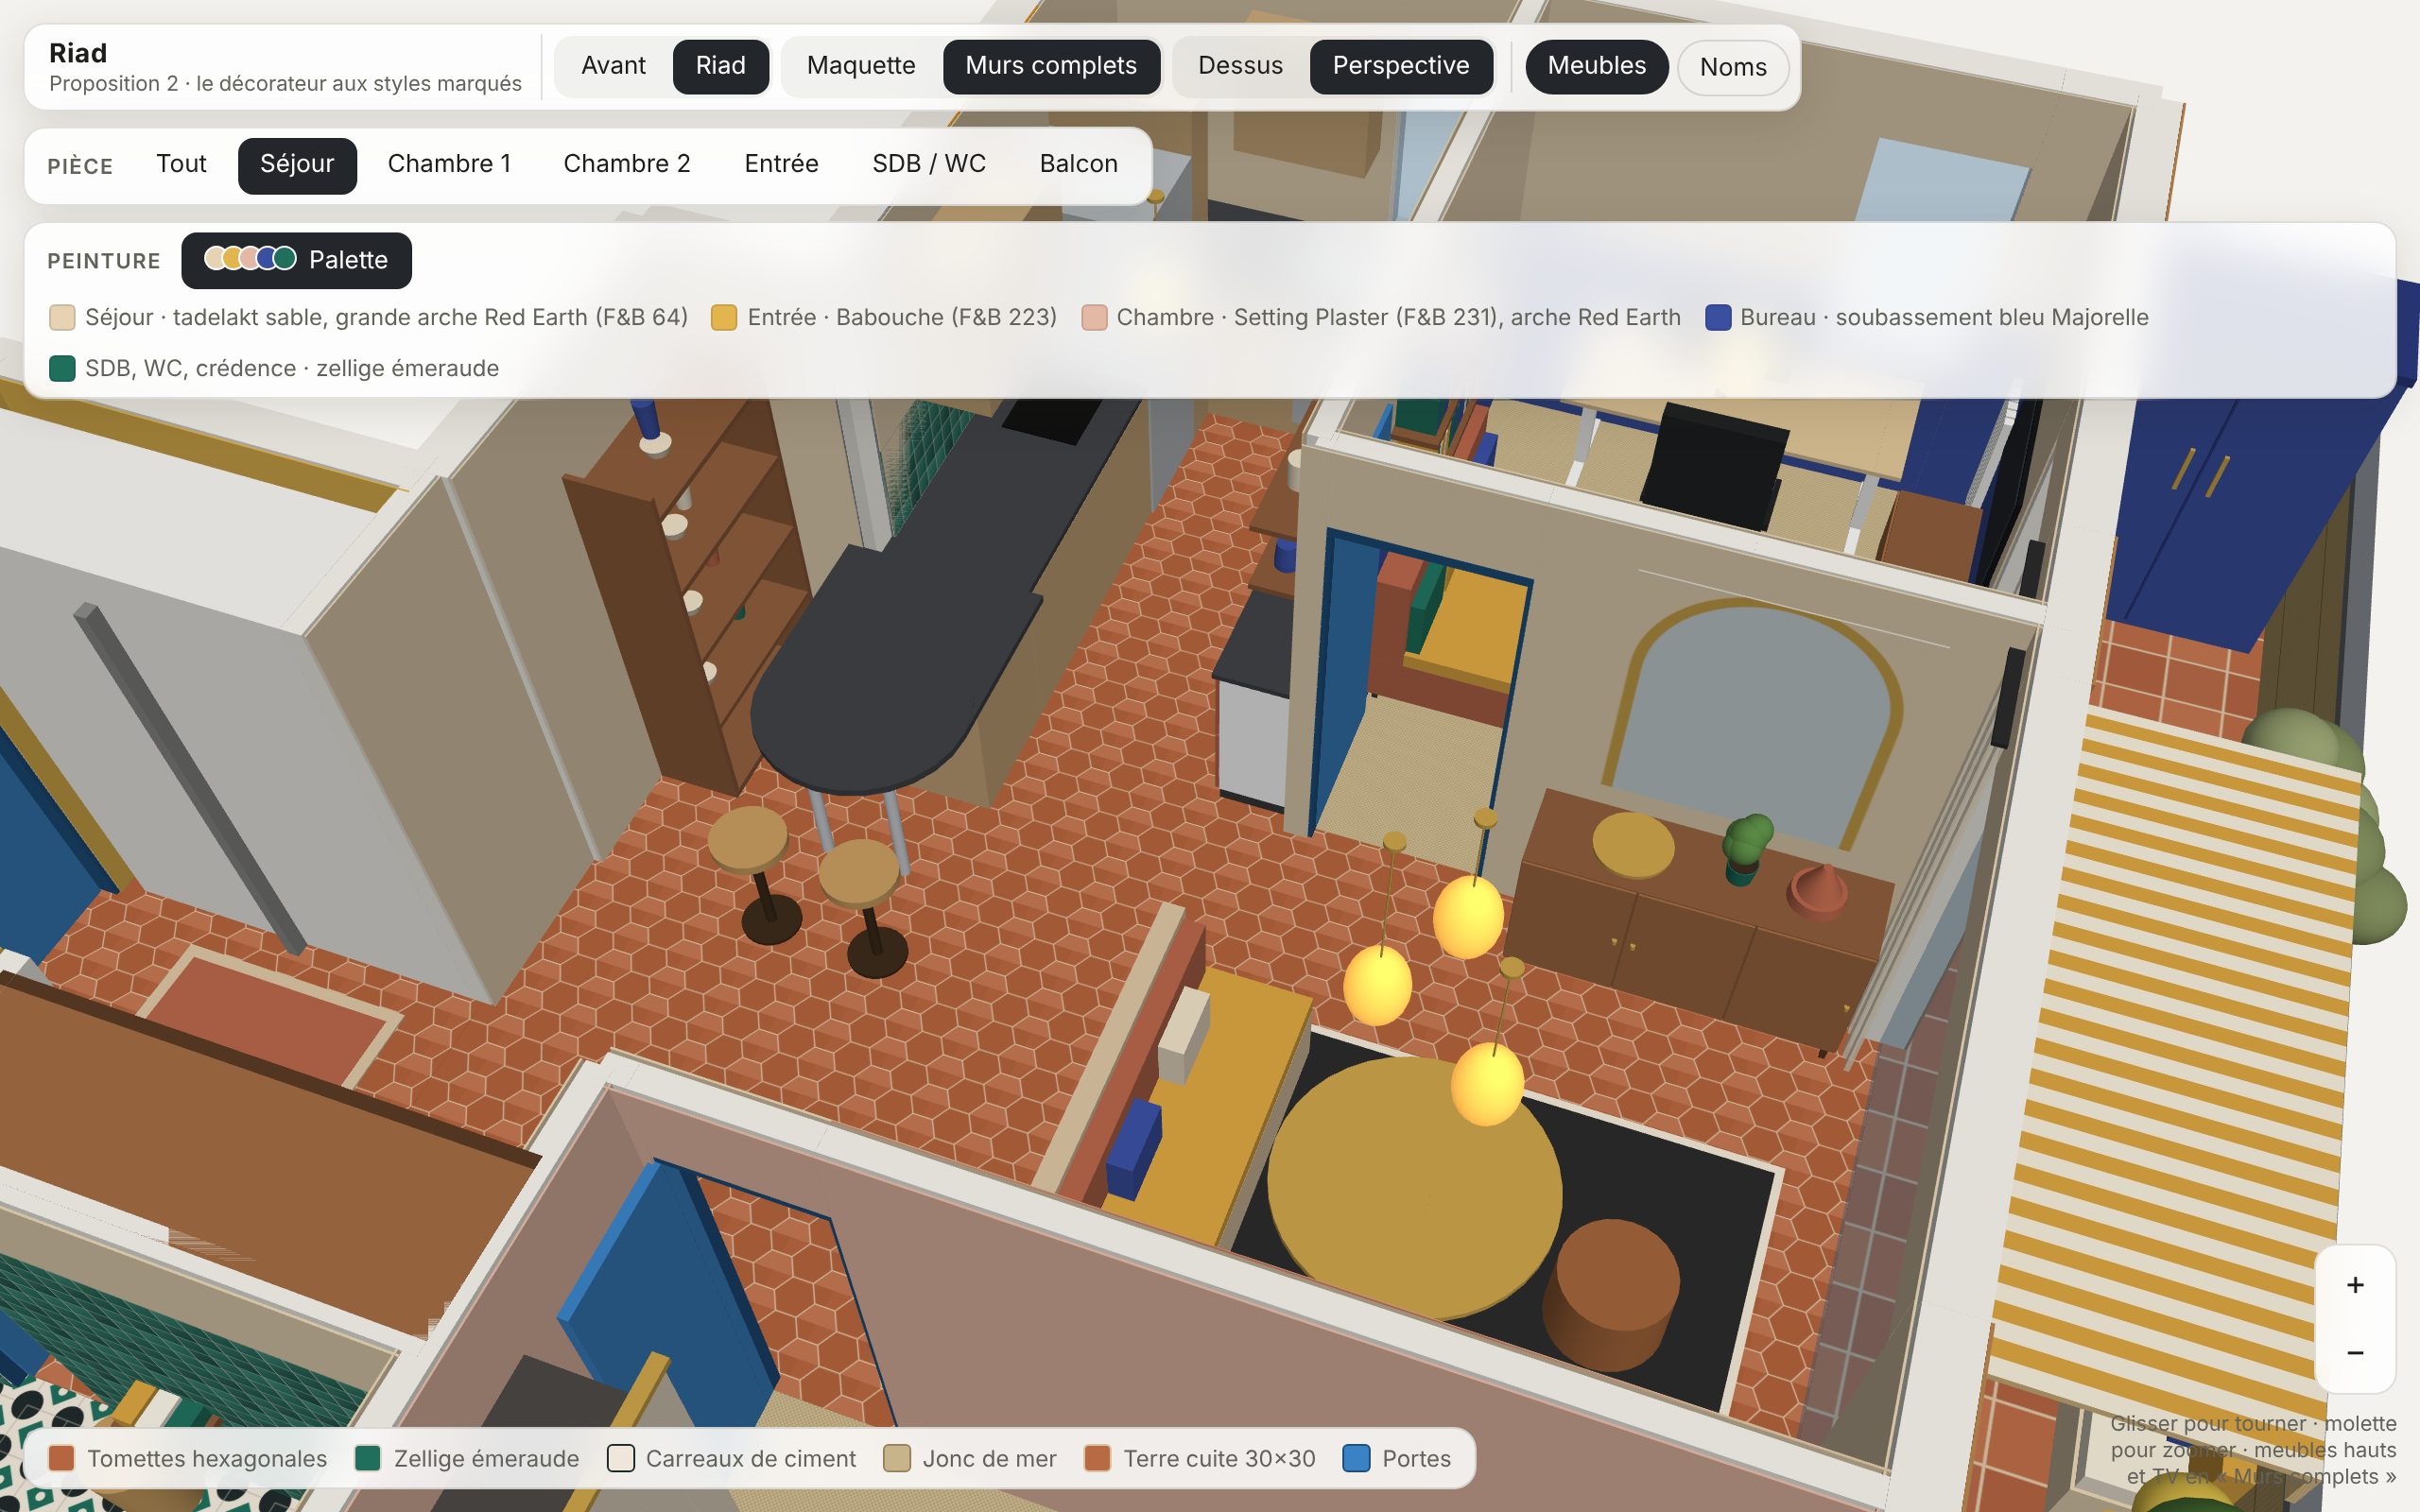 Riad
Proposition 2 · le décorateur aux styles marqués
Avant Riad Maquette Murs complets Dessus Perspective Meubles Noms
PIÈCE Tout Séjour Chambre 1 Chambre 2 Entrée SDB / WC Balcon
PEINTURE Palette
Séjour · tadelakt sable, grande arche Red Earth (F&B 64) Entrée · Babouche (F&B 223) Chambre · Setting Plaster (F&B 231), arche Red Earth Bureau · soubassement bleu Majorelle
SDB, WC, crédence · zellige émeraude
+
−
Glisser pour tourner · molette
pour zoomer · meubles hauts
et TV en « Murs complets »
Tomettes hexagonales Zellige émeraude Carreaux de ciment Jonc de mer Terre cuite 30×30 Portes